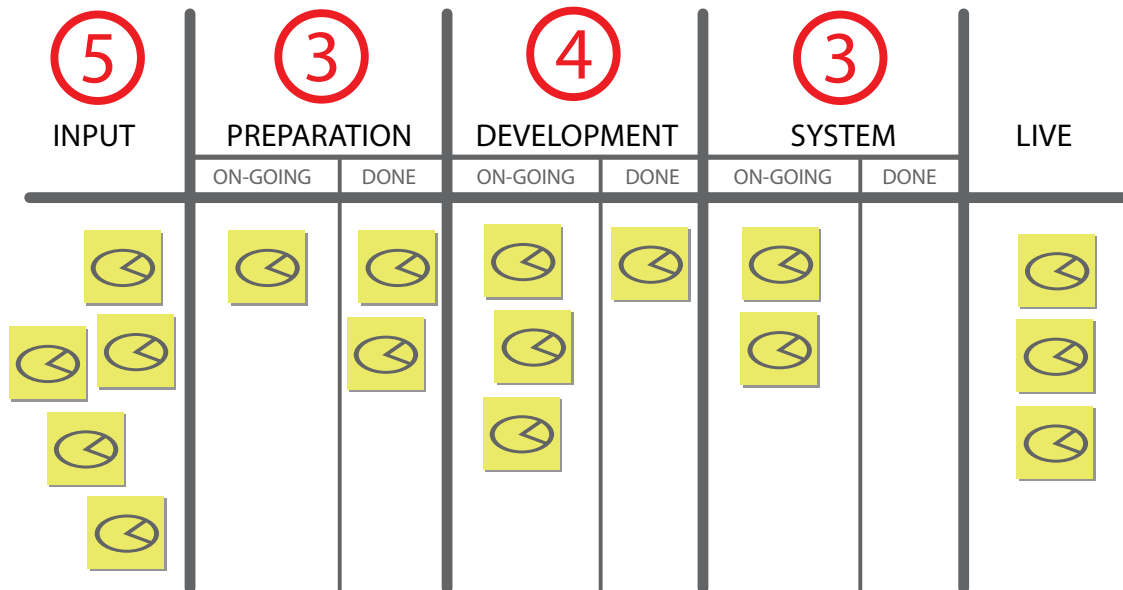 5 3 4 3
INPUT PREPARATION DEVELOPMENT SYSTEM LIVE
ON-GOING DONE ON-GOING DONE ON-GOING DONE